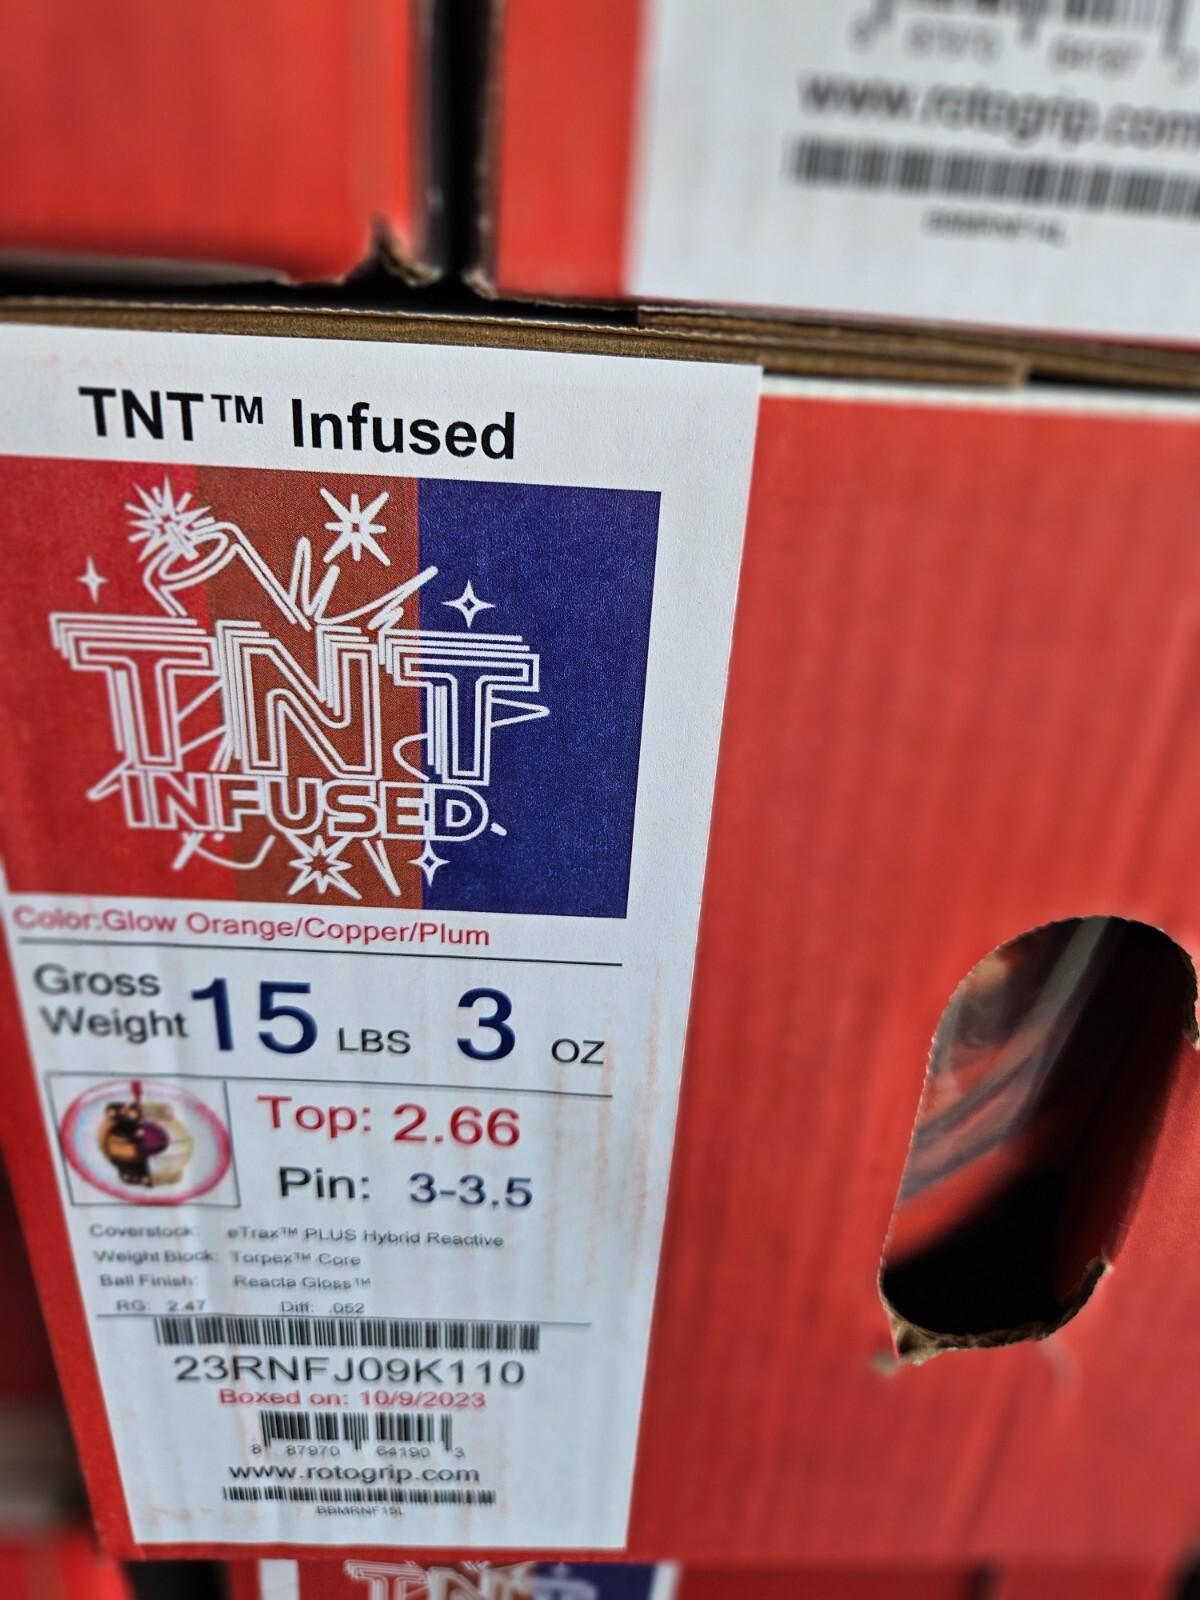 www.rotogrip.com
TNT™ Infused
TNT
INFUSED
Color:Glow Orange/Copper/Plum
Gross Weight 15 LBS 3 OZ
Top: 2.66
Pin: 3-3.5
Coverstock: eTrax™ PLUS Hybrid Reactive
Weight Block: Torpex™ Core
Ball Finish: Reacta Gloss™
RG: 2.47 Diff: .052
23RNFJ09K110
Boxed on: 10/9/2023
8 87970 64190 3
www.rotogrip.com
BBMRNF15L
TNT